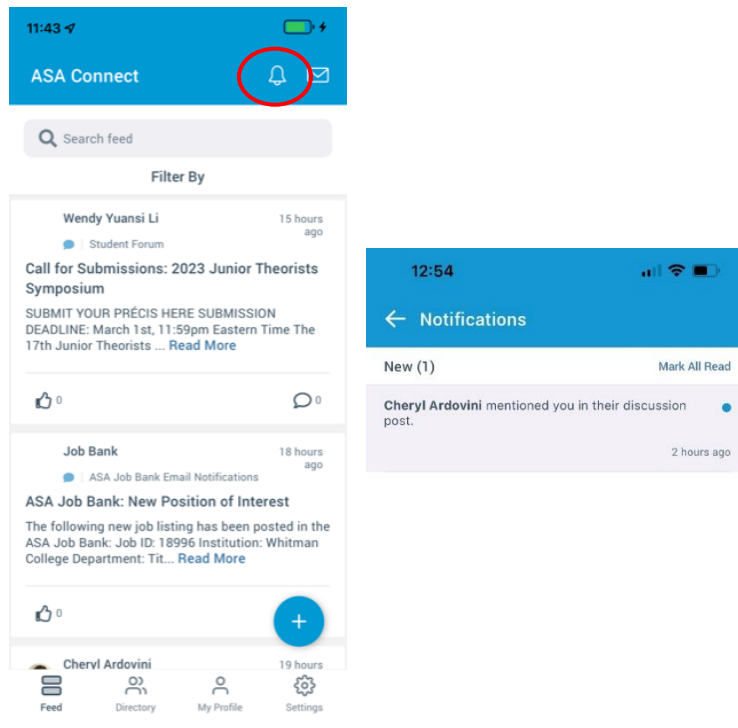 11:43
ASA Connect
Search feed
Filter By
Wendy Yuansi Li
15 hours
ago
Student Forum
Call for Submissions: 2023 Junior Theorists
Symposium
SUBMIT YOUR PRÉCIS HERE SUBMISSION
DEADLINE: March 1st, 11:59pm Eastern Time The
17th Junior Theorists ... Read More
0
0
Job Bank
18 hours
ago
ASA Job Bank Email Notifications
ASA Job Bank: New Position of Interest
The following new job listing has been posted in the
ASA Job Bank: Job ID: 18996 Institution: Whitman
College Department: Tit... Read More
0
Cheryl Ardovini
19 hours
Feed
Directory
My Profile
Settings
12:54
Notifications
New (1)
Mark All Read
Cheryl Ardovini mentioned you in their discussion
post.
2 hours ago